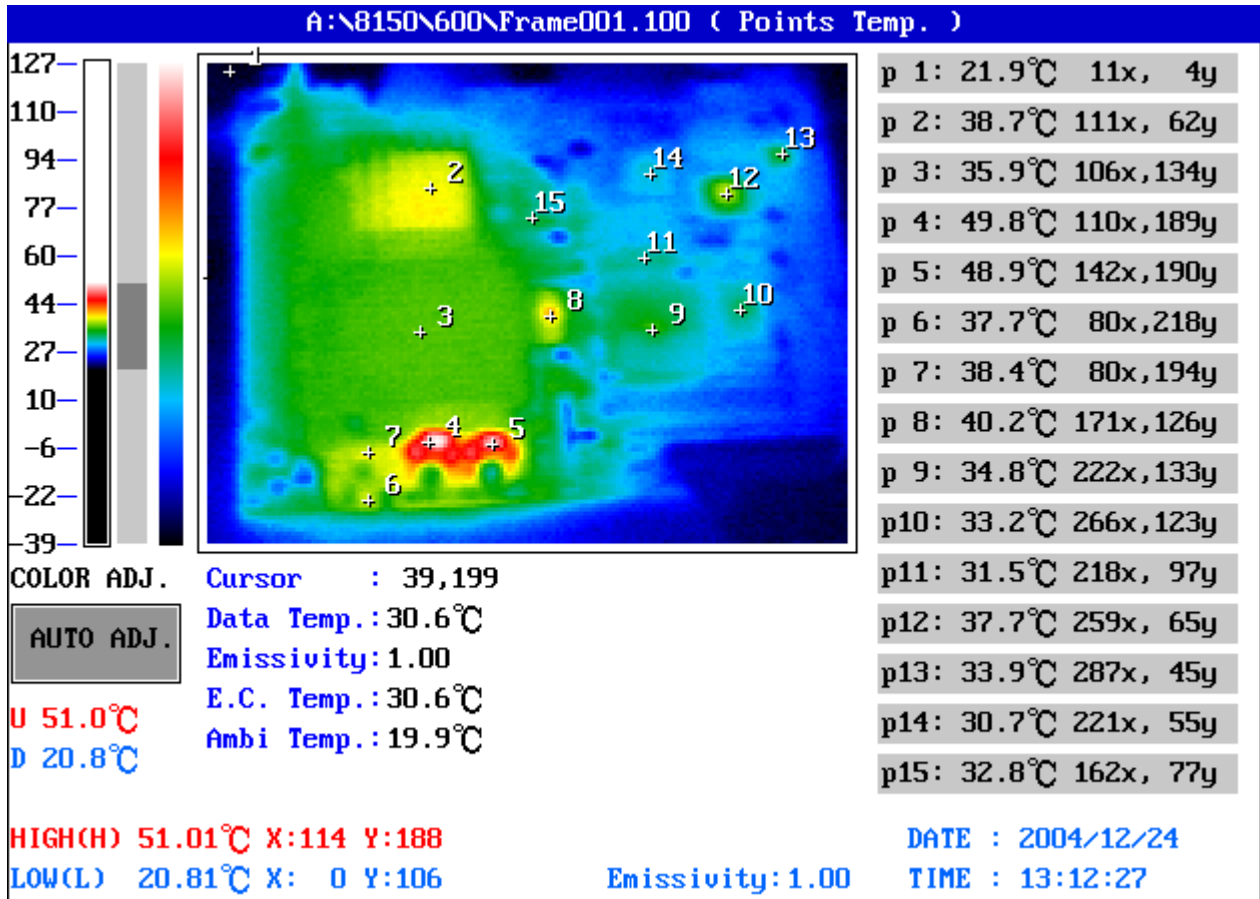 A:\8150\600\Frame001.100 ( Points Temp. )
127
110
94
77
60
44
27
10
-6
-22
-39
COLOR ADJ.
AUTO ADJ.
U 51.0℃
D 20.8℃
1
2
3
4
5
6
7
8
9
10
11
12
13
14
15
Cursor : 39,199
Data Temp.:30.6℃
Emissivity:1.00
E.C. Temp.:30.6℃
Ambi Temp.:19.9℃
p 1: 21.9℃ 11x, 4y
p 2: 38.7℃ 111x, 62y
p 3: 35.9℃ 106x,134y
p 4: 49.8℃ 110x,189y
p 5: 48.9℃ 142x,190y
p 6: 37.7℃ 80x,218y
p 7: 38.4℃ 80x,194y
p 8: 40.2℃ 171x,126y
p 9: 34.8℃ 222x,133y
p10: 33.2℃ 266x,123y
p11: 31.5℃ 218x, 97y
p12: 37.7℃ 259x, 65y
p13: 33.9℃ 287x, 45y
p14: 30.7℃ 221x, 55y
p15: 32.8℃ 162x, 77y
HIGH(H) 51.01℃ X:114 Y:188
LOW(L) 20.81℃ X: 0 Y:106
Emissivity:1.00
DATE : 2004/12/24
TIME : 13:12:27